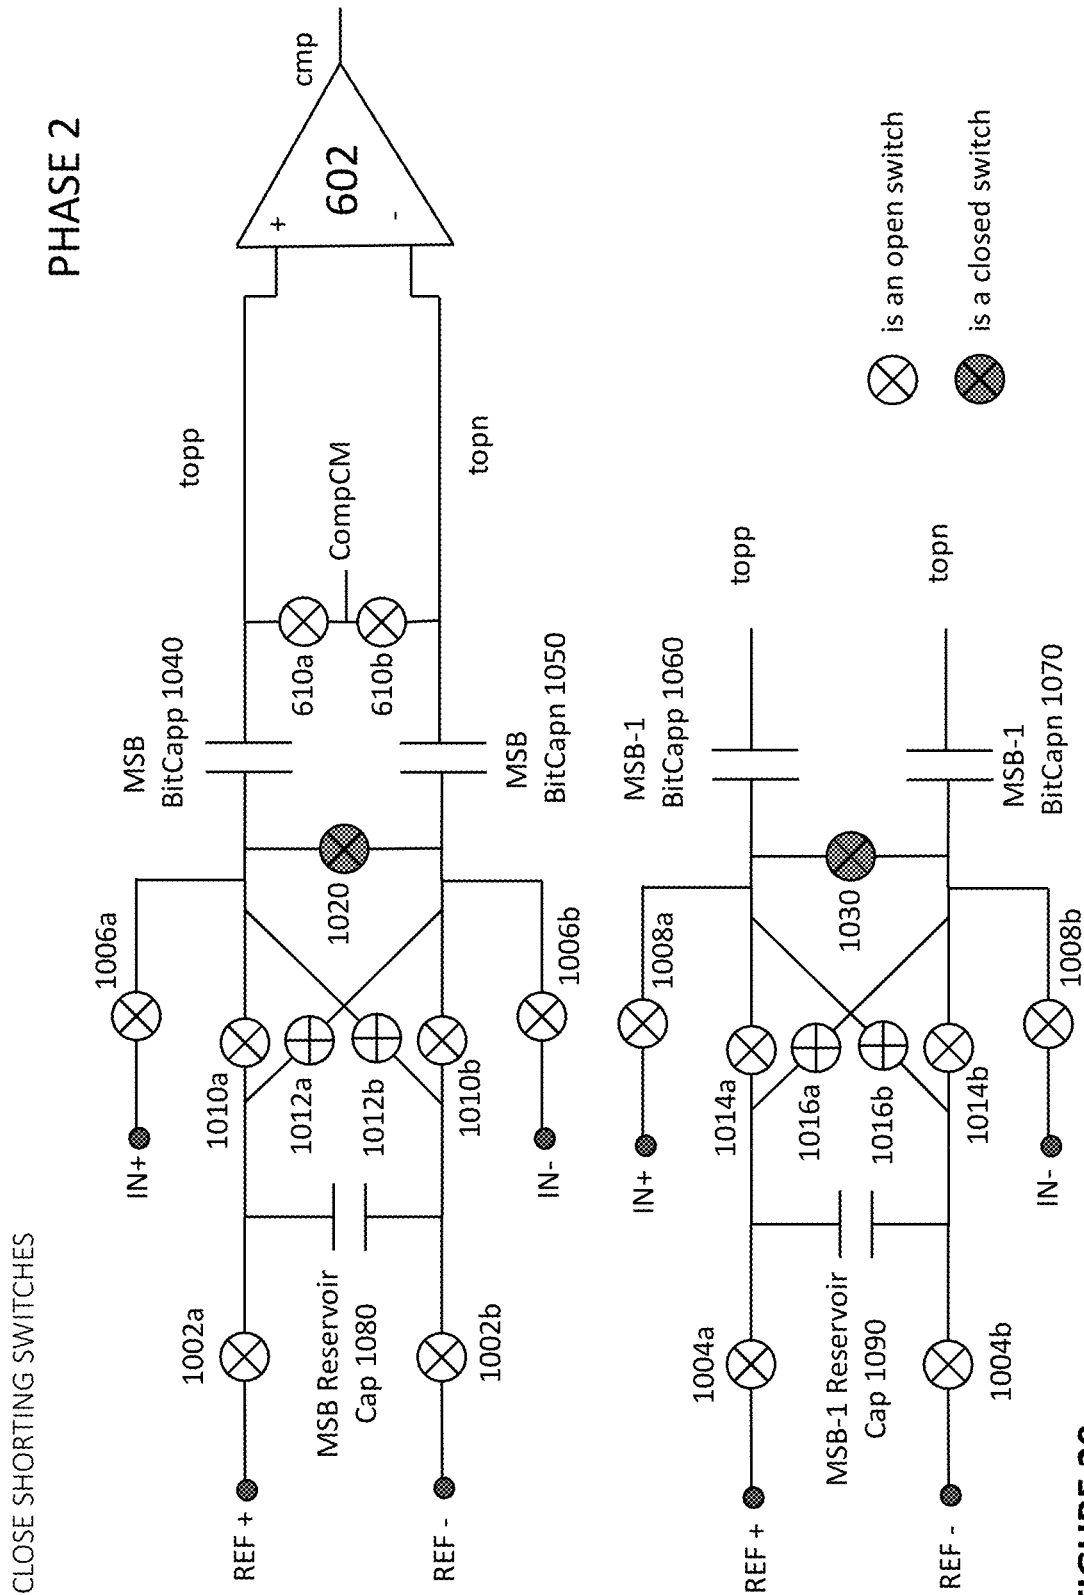 CLOSE SHORTING SWITCHES
PHASE 2
IN+
1006a
REF +
1002a
1010a
MSB
BitCapp 1040
topp
MSB Reservoir
Cap 1080
1012a
1012b
1020
610a
610b
CompCM
+
602
-
cmp
REF -
1002b
1010b
MSB
BitCapn 1050
topn
IN-
1006b
IN+
1008a
REF +
1004a
1014a
MSB-1
BitCapp 1060
topp
MSB-1 Reservoir
Cap 1090
1016a
1016b
1030
REF -
1004b
1014b
MSB-1
BitCapn 1070
topn
IN-
1008b
is an open switch
is a closed switch